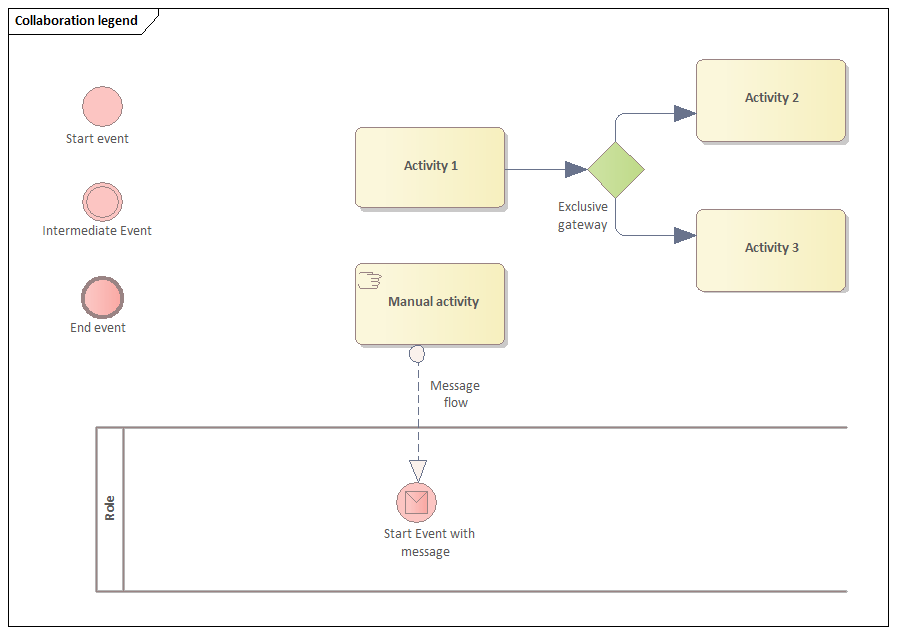 Collaboration legend
Start event
Intermediate Event
End event
Activity 1
Exclusive
gateway
Activity 2
Activity 3
Manual activity
Message
flow
Role
Start Event with
message